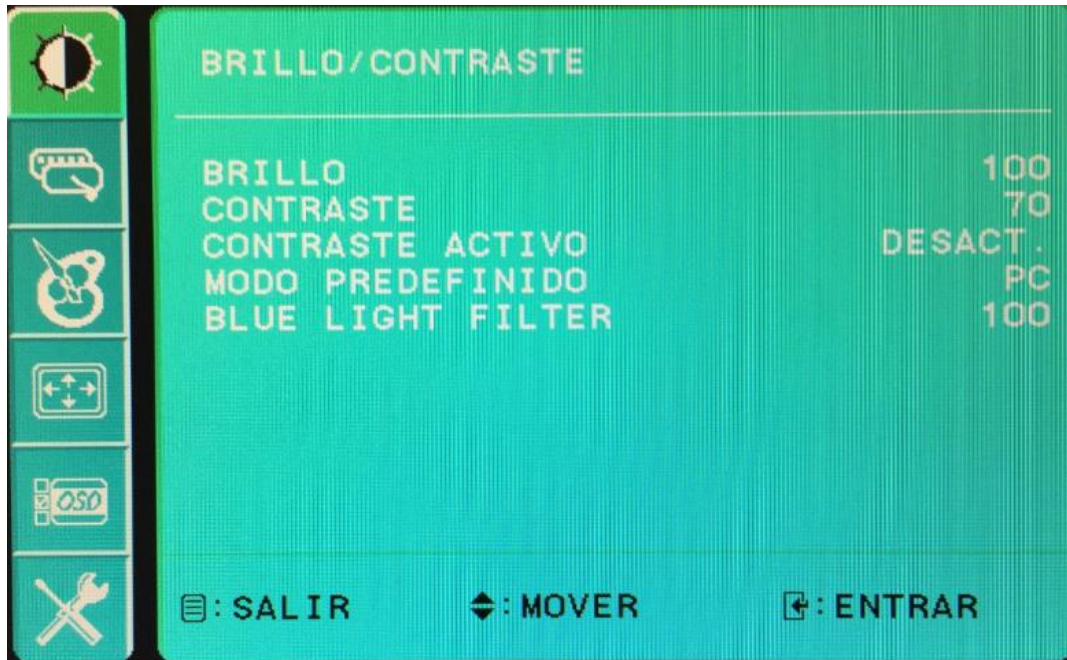 BRILLO/CONTRASTE
BRILLO 100
CONTRASTE 70
CONTRASTE ACTIVO DESACT.
MODO PREDEFINIDO PC
BLUE LIGHT FILTER 100
OSD
:SALIR :MOVER :ENTRAR